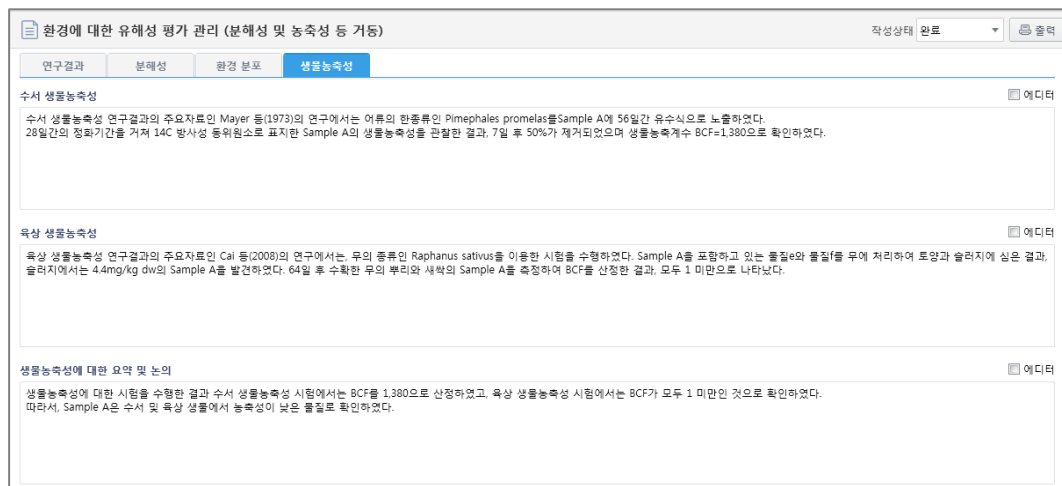 환경에 대한 유해성 평가 관리 (분해성 및 농축성 등 거동)
작성상태 완료 출력
연구결과 분해성 환경 분포 생물농축성
수서 생물농축성 에디터
수서 생물농축성 연구결과의 주요자료인 Mayer 등(1973)의 연구에서는 어류의 한종류인 Pimephales promelas를Sample A에 56일간 유수식으로 노출하였다.
28일간의 정화기간을 거쳐 14C 방사성 동위원소로 표지한 Sample A의 생물농축성을 관찰한 결과, 7일 후 50%가 제거되었으며 생물농축계수 BCF=1,380으로 확인하였다.
육상 생물농축성 에디터
육상 생물농축성 연구결과의 주요자료인 Cai 등(2008)의 연구에서는, 무의 종류인 Raphanus sativus을 이용한 시험을 수행하였다. Sample A을 포함하고 있는 물질e와 물질f를 무에 처리하여 토양과 슬러지에 심은 결과,
슬러지에서는 4.4mg/kg dw의 Sample A을 발견하였다. 64일 후 수확한 무의 뿌리와 새싹의 Sample A을 측정하여 BCF를 산정한 결과, 모두 1 미만으로 나타났다.
생물농축성에 대한 요약 및 논의 에디터
생물농축성에 대한 시험을 수행한 결과 수서 생물농축성 시험에서는 BCF를 1,380으로 산정하였고, 육상 생물농축성 시험에서는 BCF가 모두 1 미만인 것으로 확인하였다.
따라서, Sample A은 수서 및 육상 생물에서 농축성이 낮은 물질로 확인하였다.